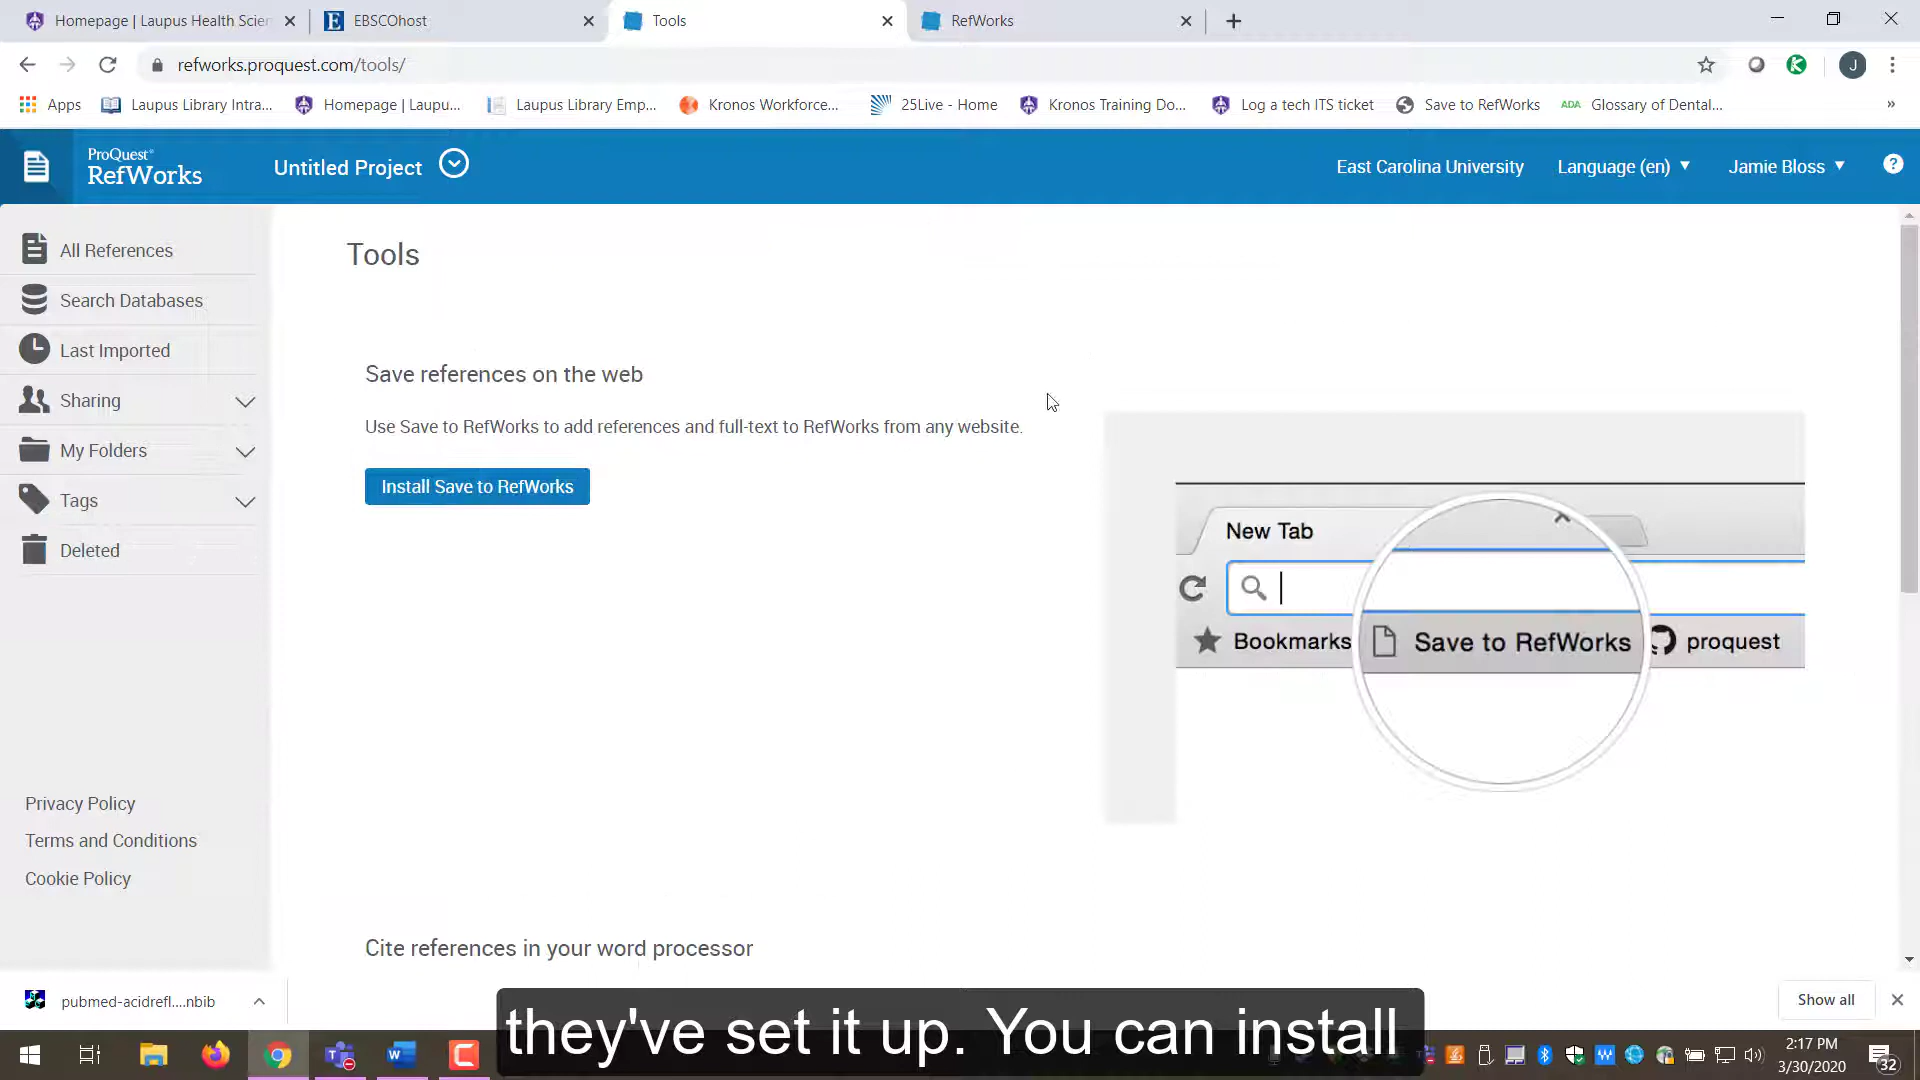 Homepage | Laupus Health Scien
EBSCOhost
Tools
RefWorks
refworks.proquest.com/tools/
J
Apps
Laupus Library Intra...
Homepage | Laupu...
Laupus Library Emp...
Kronos Workforce...
25Live - Home
Kronos Training Do...
Log a tech ITS ticket
Save to RefWorks
ADA Glossary of Dental...
»
ProQuest®
RefWorks
Untitled Project
East Carolina University
Language (en)
Jamie Bloss
?
All References
Search Databases
Last Imported
Sharing
My Folders
Tags
Deleted
Privacy Policy
Terms and Conditions
Cookie Policy
Tools
Save references on the web
Use Save to RefWorks to add references and full-text to RefWorks from any website.
Install Save to RefWorks
New Tab
Bookmarks
Save to RefWorks
proquest
Cite references in your word processor
pubmed-acidrefl....nbib
Show all
they've set it up. You can install
2:17 PM
3/30/2020
32